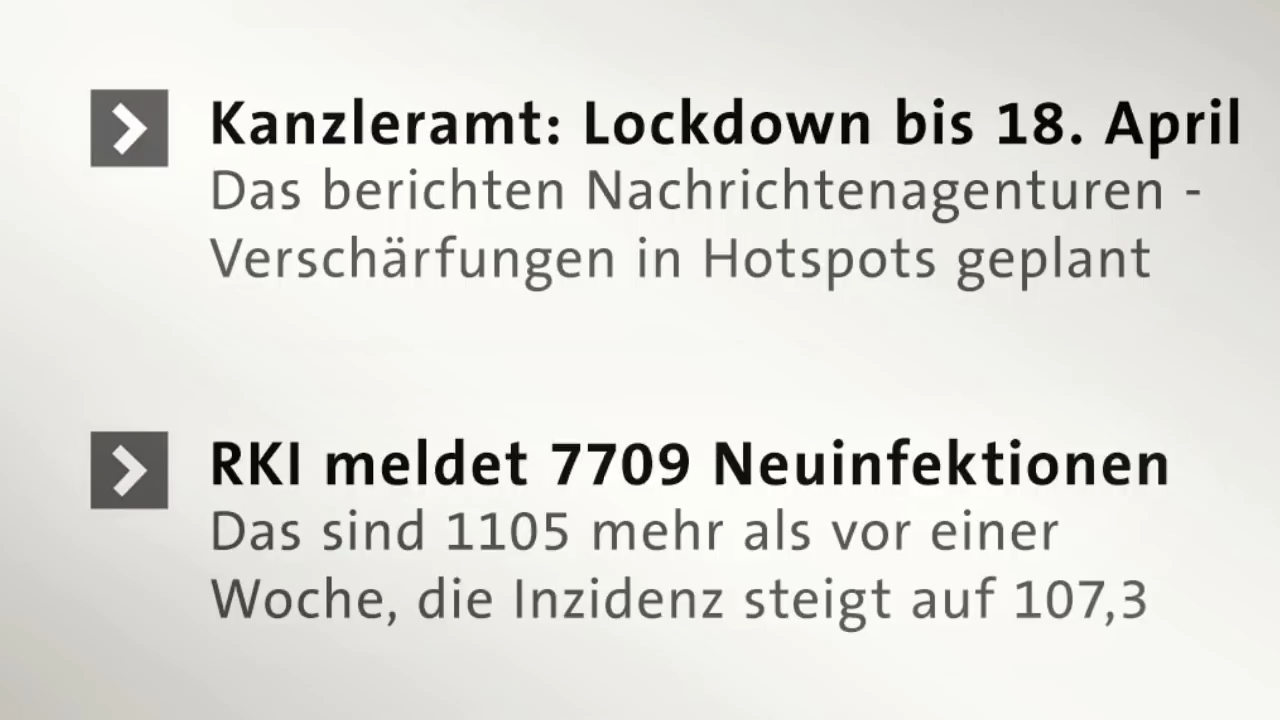 Kanzleramt: Lockdown bis 18. April
Das berichten Nachrichtenagenturen -
Verschärfungen in Hotspots geplant
RKI meldet 7709 Neuinfektionen
Das sind 1105 mehr als vor einer
Woche, die Inzidenz steigt auf 107,3